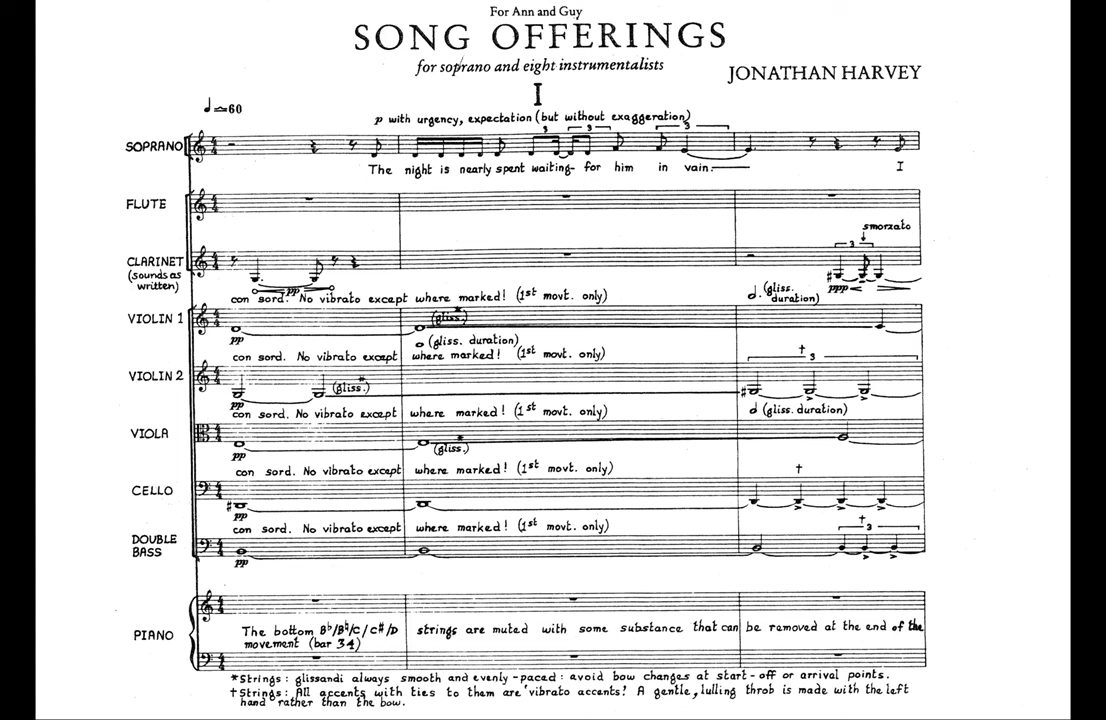 For Ann and Guy
SONG OFFERINGS
for soprano and eight instrumentalists
JONATHAN HARVEY
I
♩≏60
p with urgency, expectation (but without exaggeration)
3 3 3
SOPRANO
The night is nearly spent waiting- for him in vain. I
FLUTE
smorzato
3
CLARINET
(sounds as
written)
pp ppp
con sord. No vibrato except where marked! (1st movt. only)
(gliss.
duration)
VIOLIN 1
pp (gliss.)*
(gliss. duration)
con sord. No vibrato except where marked! (1st movt. only)
† 3
VIOLIN 2
pp (gliss.)*
con sord. No vibrato except where marked! (1st movt. only)
(gliss. duration)
VIOLA
pp (gliss.)*
con sord. No vibrato except where marked! (1st movt. only)
†
CELLO
pp
con sord. No vibrato except where marked! (1st movt. only)
† 3
DOUBLE
BASS
pp
PIANO
The bottom B♭/B♮/C/C#/D strings are muted with some substance that can be removed at the end of the
movement (bar 34)
*Strings: glissandi always smooth and evenly-paced: avoid bow changes at start-off or arrival points.
†Strings: All accents with ties to them are 'vibrato accents! A gentle, lulling throb is made with the left
hand rather than the bow.